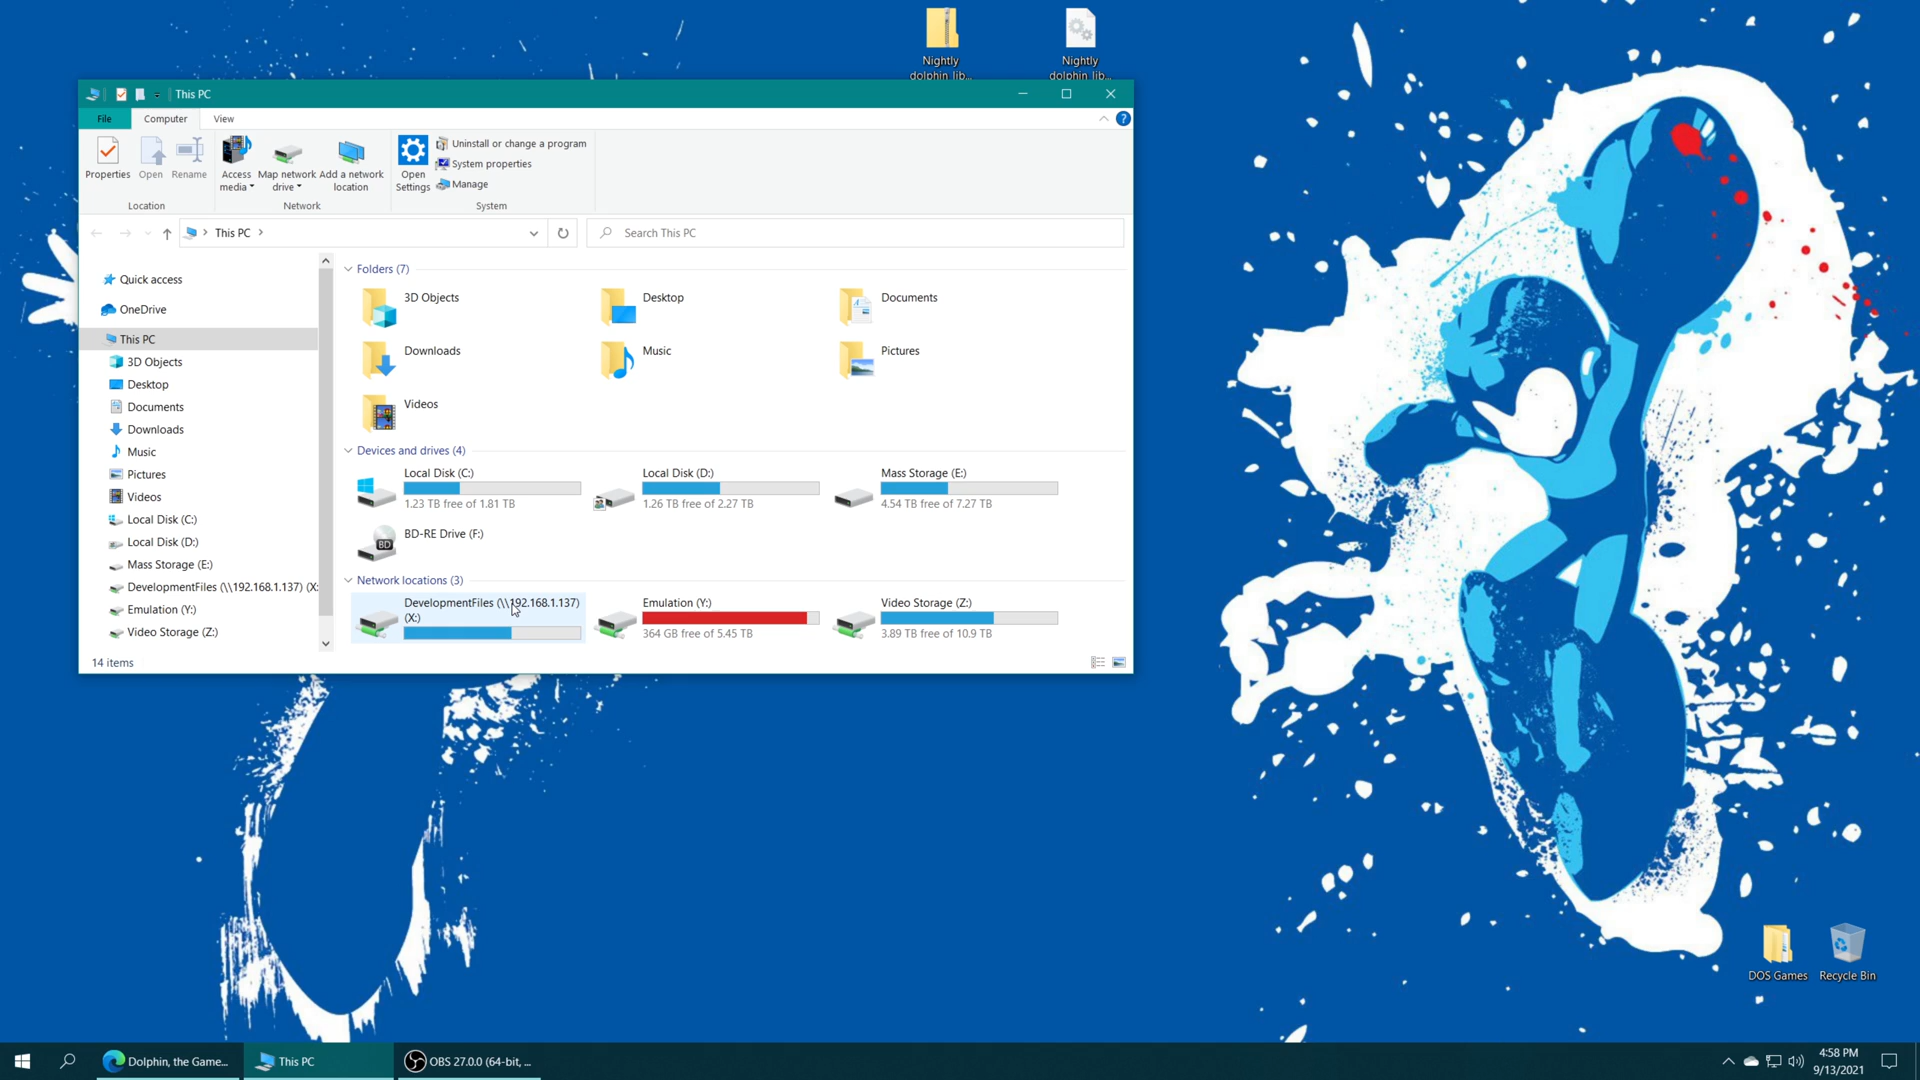 Nightly
dolphin_lib...
Nightly
dolphin_lib...
This PC
File
Computer
View
?
Properties
Open
Rename
Access
media
Map network
drive
Add a network
location
Open
Settings
Uninstall or change a program
System properties
Manage
Location
Network
System
This PC
Search This PC
Quick access
OneDrive
This PC
3D Objects
Desktop
Documents
Downloads
Music
Pictures
Videos
Local Disk (C:)
Local Disk (D:)
Mass Storage (E:)
DevelopmentFiles (\\192.168.1.137) (X:
Emulation (Y:)
Video Storage (Z:)
Folders (7)
3D Objects
Desktop
Documents
Downloads
Music
Pictures
Videos
Devices and drives (4)
Local Disk (C:)
1.23 TB free of 1.81 TB
Local Disk (D:)
1.26 TB free of 2.27 TB
Mass Storage (E:)
4.54 TB free of 7.27 TB
BD
BD-RE Drive (F:)
Network locations (3)
DevelopmentFiles (\\192.168.1.137)
(X:)
Emulation (Y:)
364 GB free of 5.45 TB
Video Storage (Z:)
3.89 TB free of 10.9 TB
14 items
DOS Games
Recycle Bin
Dolphin, the Game...
This PC
OBS 27.0.0 (64-bit, ...
4:58 PM
9/13/2021